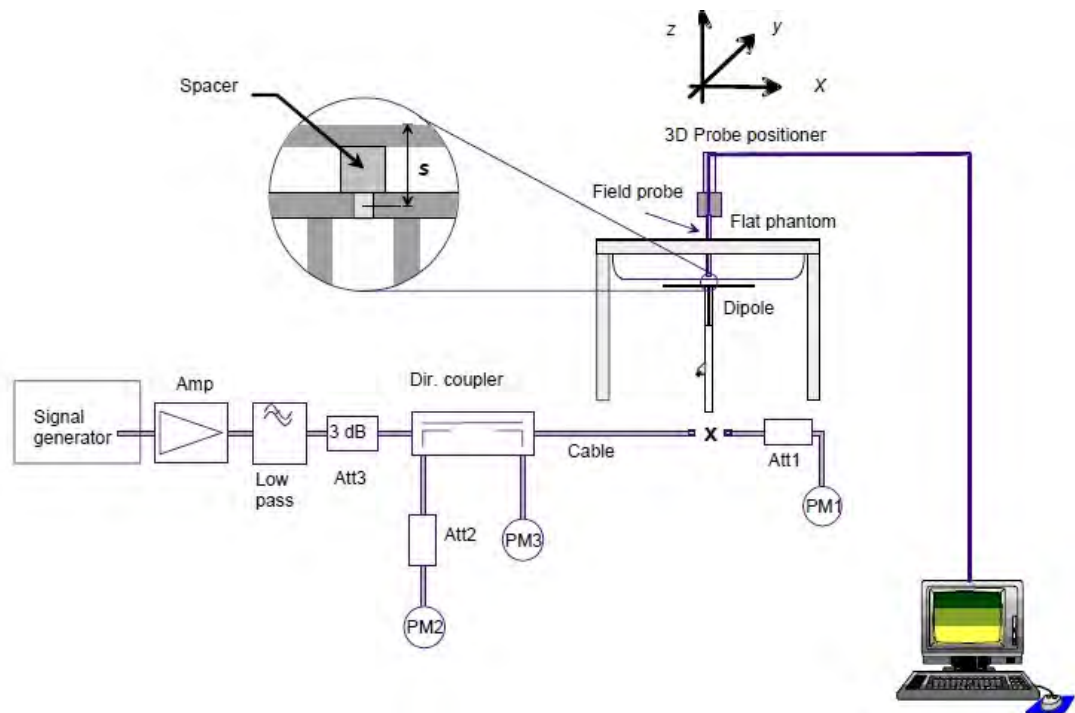 z
y
X
Spacer
s
3D Probe positioner
Field probe
Flat phantom
Dipole
Dir. coupler
Amp
Signal
generator
3 dB
Cable
X
Low
pass
Att3
Att1
PM1
Att2
PM3
PM2